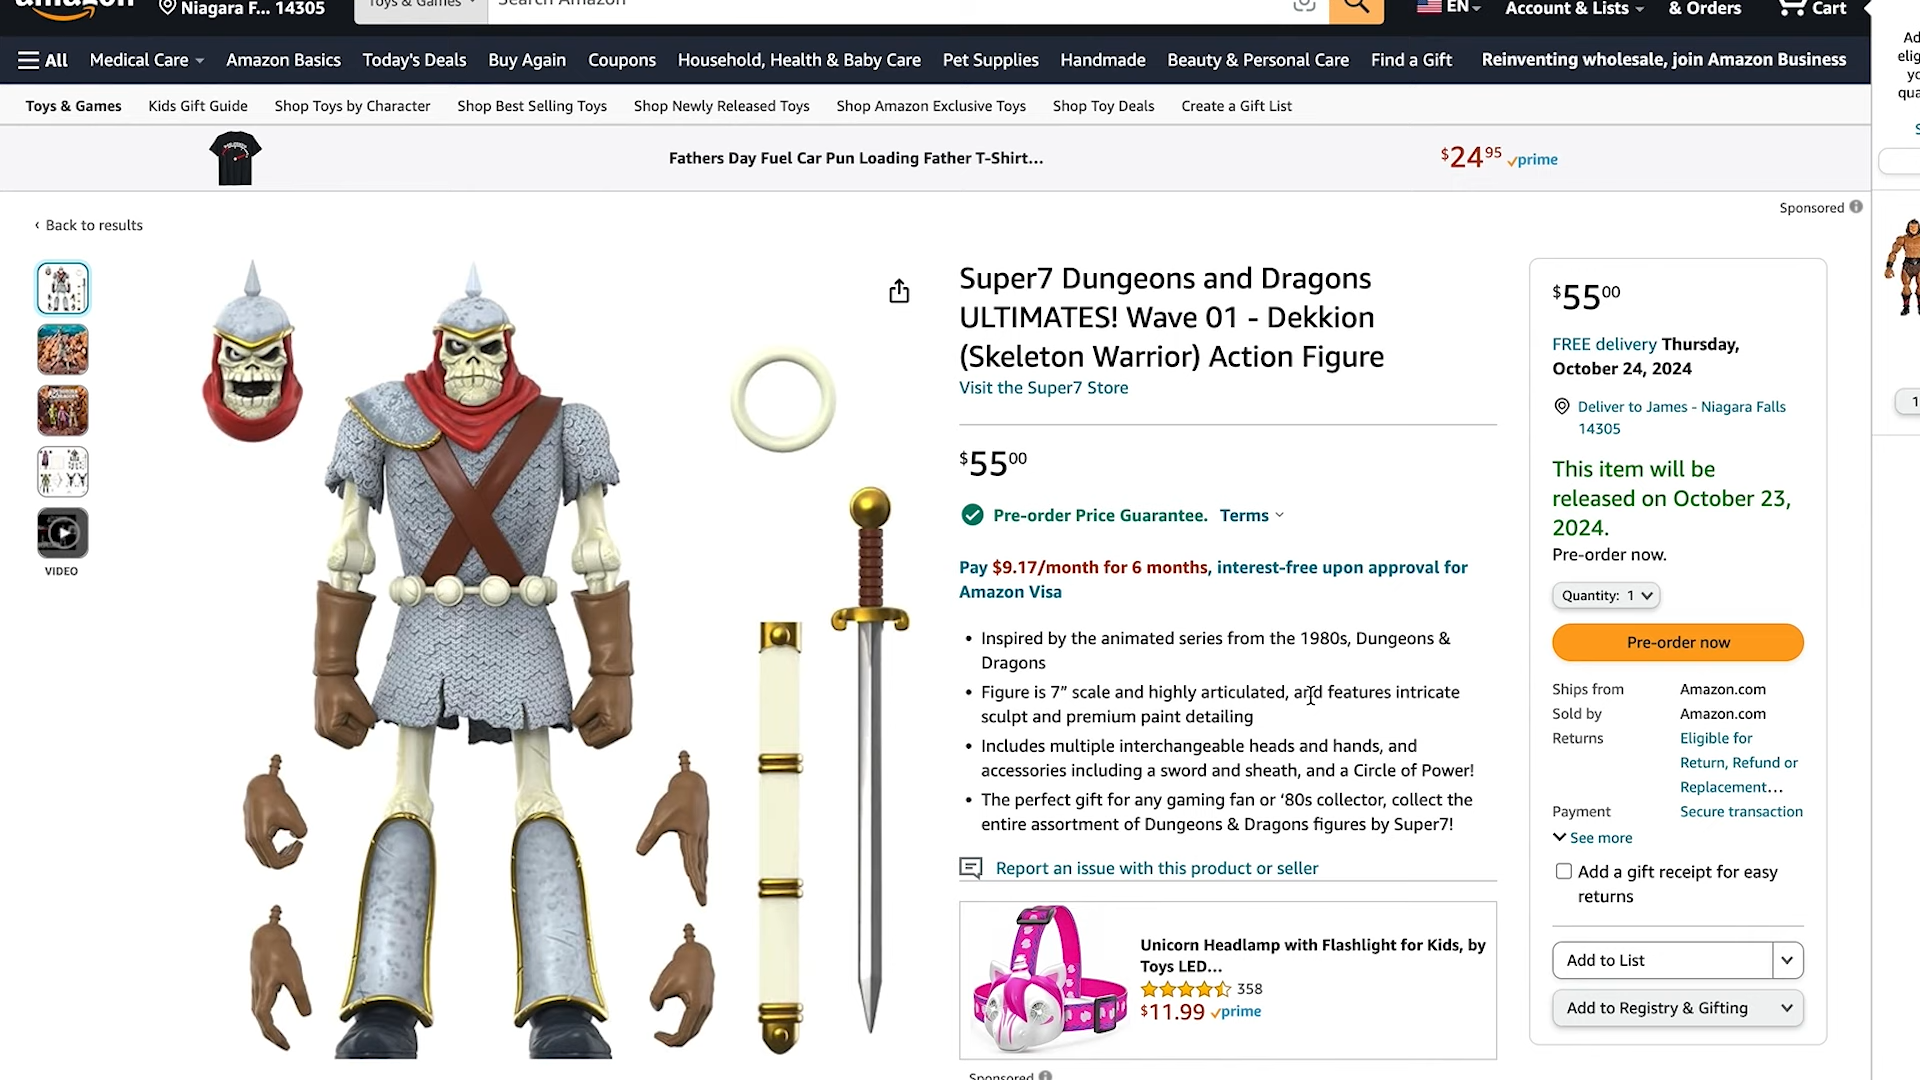 amazon
Niagara F... 14305
Toys & Games
Search Amazon
EN
Account & Lists
& Orders
Cart
All
Medical Care
Amazon Basics
Today's Deals
Buy Again
Coupons
Household, Health & Baby Care
Pet Supplies
Handmade
Beauty & Personal Care
Find a Gift
Reinventing wholesale, join Amazon Business
Toys & Games
Kids Gift Guide
Shop Toys by Character
Shop Best Selling Toys
Shop Newly Released Toys
Shop Amazon Exclusive Toys
Shop Toy Deals
Create a Gift List
Fathers Day Fuel Car Pun Loading Father T-Shirt...
$24 95 prime
Sponsored
‹ Back to results
VIDEO
Super7 Dungeons and Dragons
ULTIMATES! Wave 01 - Dekkion
(Skeleton Warrior) Action Figure
Visit the Super7 Store
$55 00
Pre-order Price Guarantee. Terms
Pay $9.17/month for 6 months, interest-free upon approval for
Amazon Visa
• Inspired by the animated series from the 1980s, Dungeons &
Dragons
• Figure is 7” scale and highly articulated, and features intricate
sculpt and premium paint detailing
• Includes multiple interchangeable heads and hands, and
accessories including a sword and sheath, and a Circle of Power!
• The perfect gift for any gaming fan or ‘80s collector, collect the
entire assortment of Dungeons & Dragons figures by Super7!
Report an issue with this product or seller
Unicorn Headlamp with Flashlight for Kids, by
Toys LED...
358
$11.99 prime
Sponsored
$55 00
FREE delivery Thursday,
October 24, 2024
Deliver to James - Niagara Falls
14305
This item will be
released on October 23,
2024.
Pre-order now.
Quantity: 1
Pre-order now
Ships from Amazon.com
Sold by Amazon.com
Returns Eligible for
Return, Refund or
Replacement...
Payment Secure transaction
See more
Add a gift receipt for easy
returns
Add to List
Add to Registry & Gifting